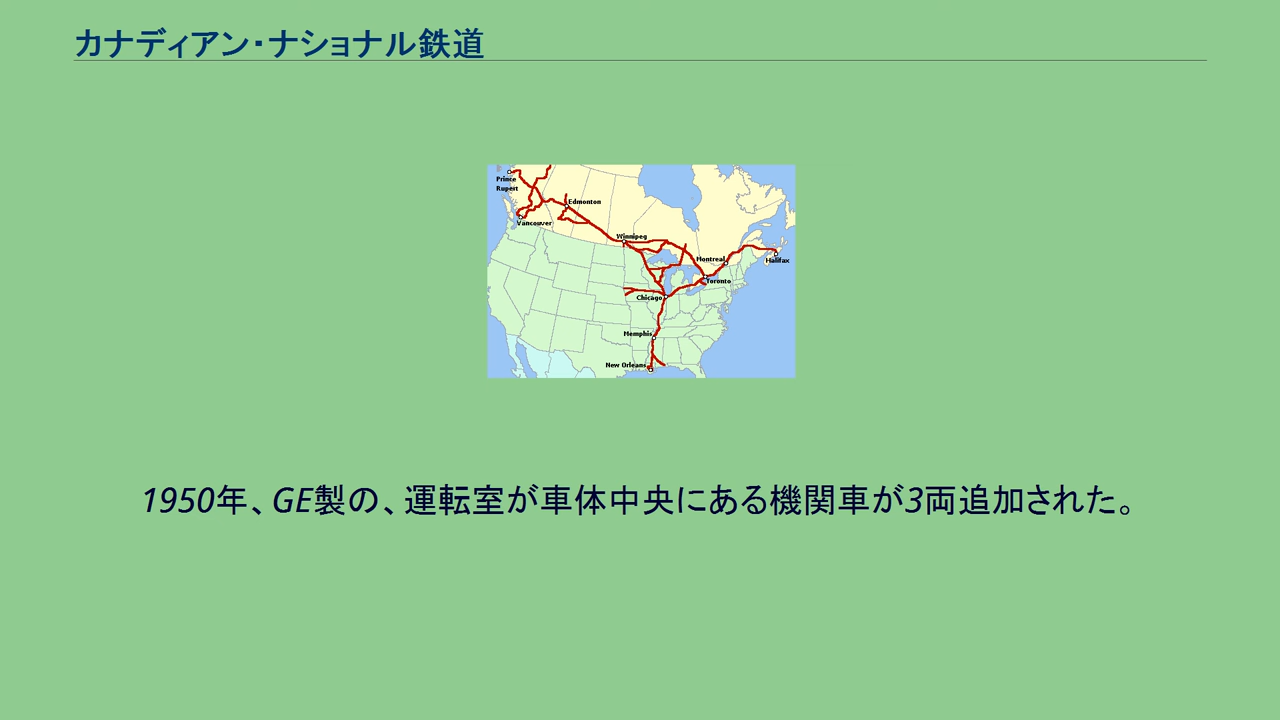 カナディアン・ナショナル鉄道
Prince
Rupert
Edmonton
Vancouver
Winnipeg
Montreal
Halifax
Toronto
Chicago
Memphis
New Orleans
1950年、GE製の、運転室が車体中央にある機関車が3両追加された。